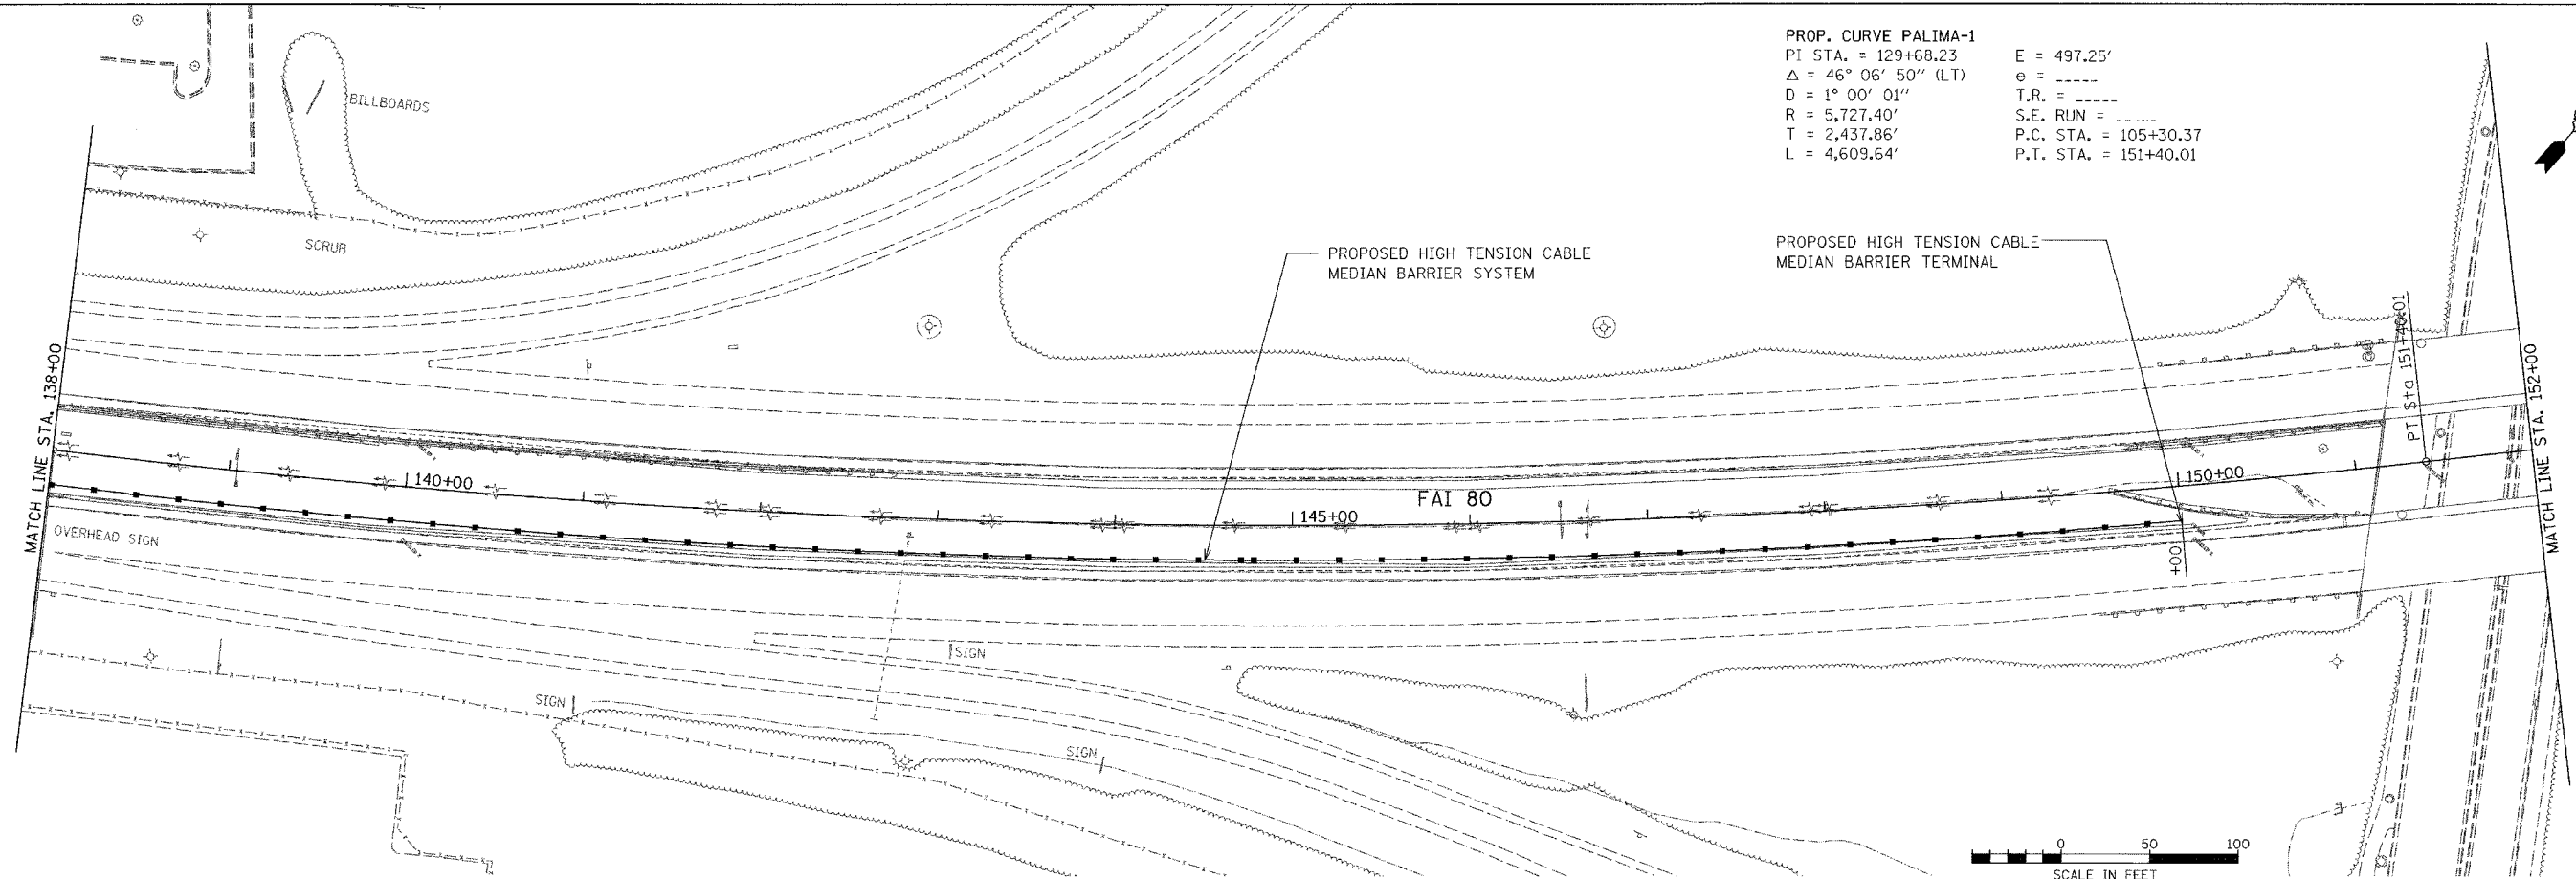 PROP. CURVE PALIMA-1
PI STA. = 129+68.23
Δ = 46° 06' 50" (LT)
D = 1° 00' 01"
R = 5,727.40'
T = 2,437.86'
L = 4,609.64'
E = 497.25'
e = -----
T.R. = -----
S.E. RUN = -----
P.C. STA. = 105+30.37
P.T. STA. = 151+40.01
BILLBOARDS
SCRUB
PROPOSED HIGH TENSION CABLE
MEDIAN BARRIER SYSTEM
PROPOSED HIGH TENSION CABLE
MEDIAN BARRIER TERMINAL
MATCH LINE STA. 138+00
PT Sta 151+40.01
MATCH LINE STA. 152+00
140+00
145+00
FAI 80
150+00
+00
OVERHEAD SIGN
SIGN
SIGN
SIGN
0 50 100
SCALE IN FEET